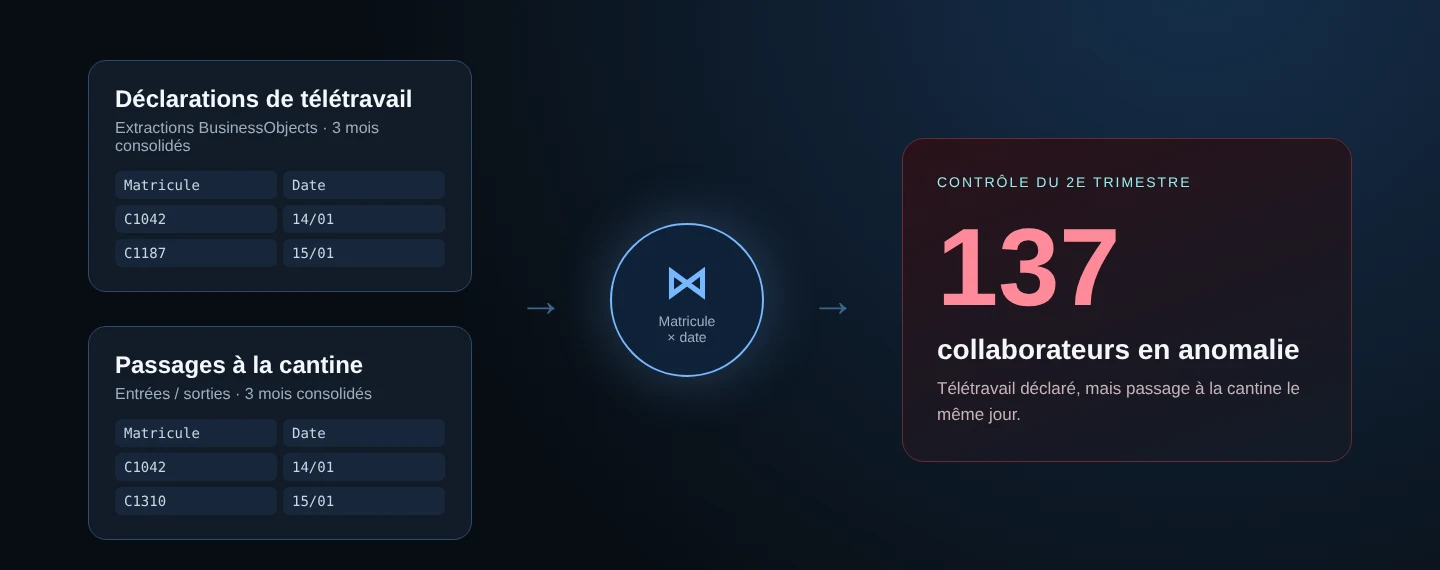 Déclarations de télétravail
Extractions BusinessObjects · 3 mois
consolidés
Matricule Date
C1042 14/01
C1187 15/01
Passages à la cantine
Entrées / sorties · 3 mois consolidés
Matricule Date
C1042 14/01
C1310 15/01
→
⋈
Matricule
× date
→
CONTRÔLE DU 2E TRIMESTRE
137
collaborateurs en anomalie
Télétravail déclaré, mais passage à la cantine le
même jour.